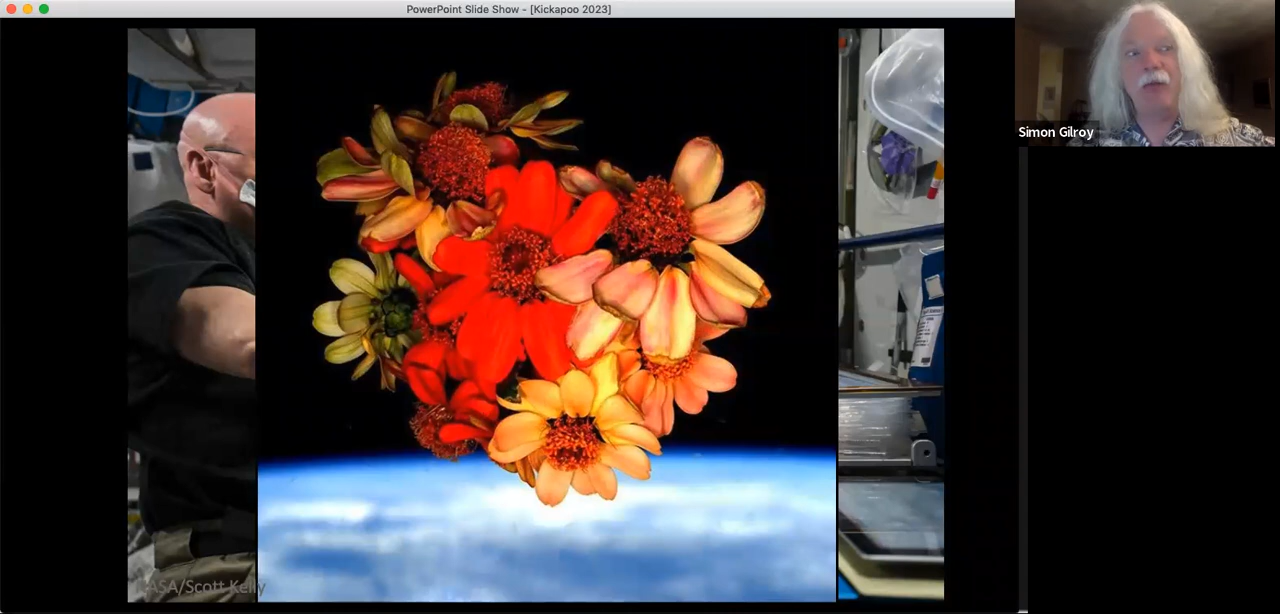 PowerPoint Slide Show - [Kickapoo 2023]
Simon Gilroy
ASA/Scott Kelly